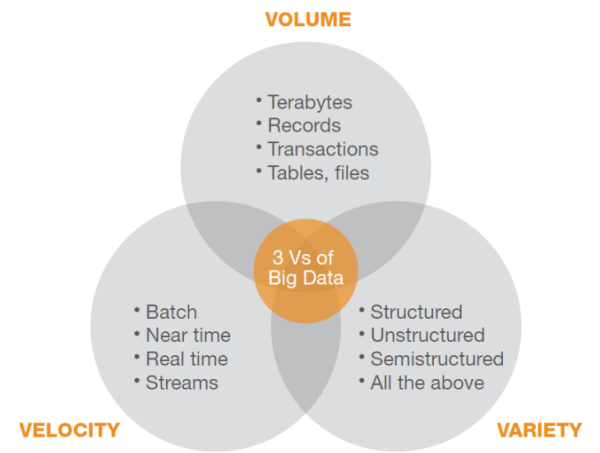 VOLUME
• Terabytes
• Records
• Transactions
• Tables, files
3 Vs of
Big Data
• Batch
• Near time
• Real time
• Streams
• Structured
• Unstructured
• Semistructured
• All the above
VELOCITY
VARIETY